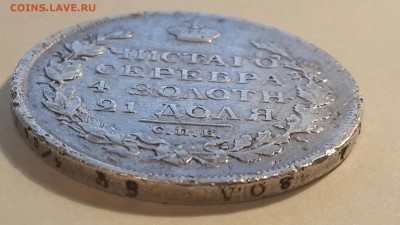 COINS.LAVE.RU
ЧИСТАГО
СЕРЕБРА
4 ЗОЛОТН
21 ДОЛЯ
С.П.Б.